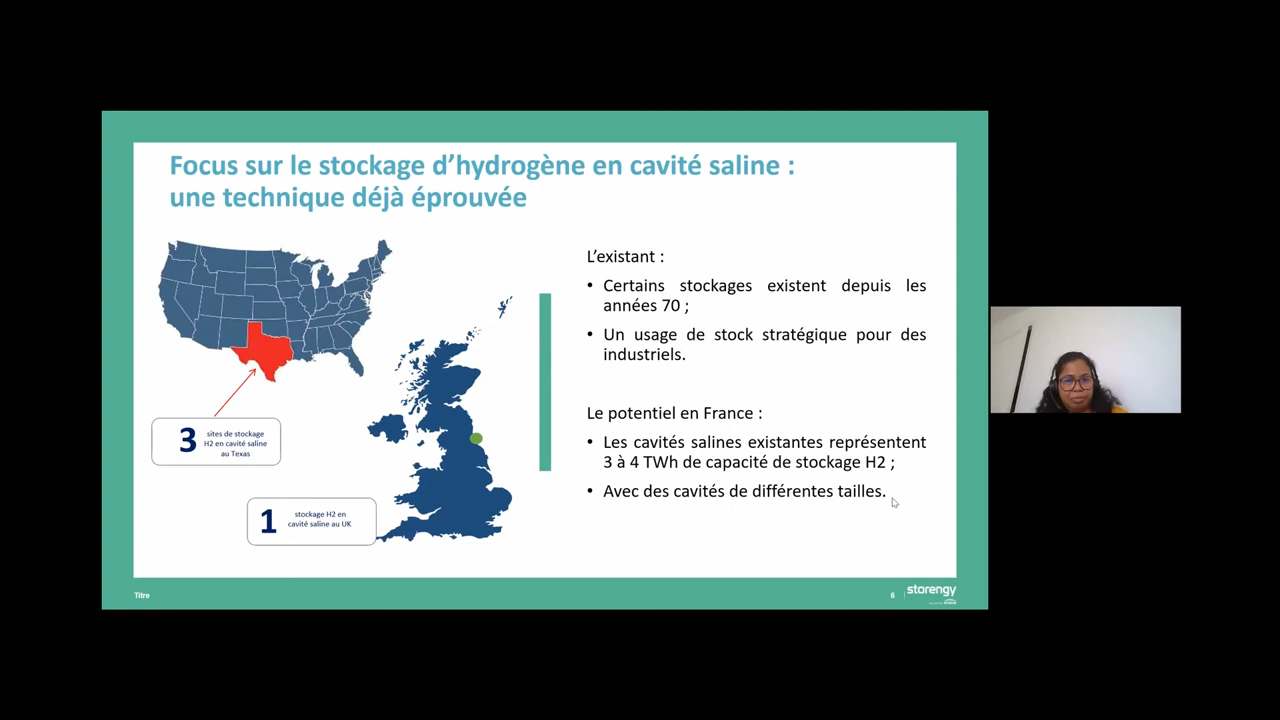 Focus sur le stockage d’hydrogène en cavité saline :
une technique déjà éprouvée
L’existant :
• Certains stockages existent depuis les
années 70 ;
• Un usage de stock stratégique pour des
industriels.
Le potentiel en France :
• Les cavités salines existantes représentent
3 à 4 TWh de capacité de stockage H2 ;
• Avec des cavités de différentes tailles.
3
sites de stockage
H2 en cavité saline
au Texas
1
stockage H2 en
cavité saline au UK
Titre
6
storengy